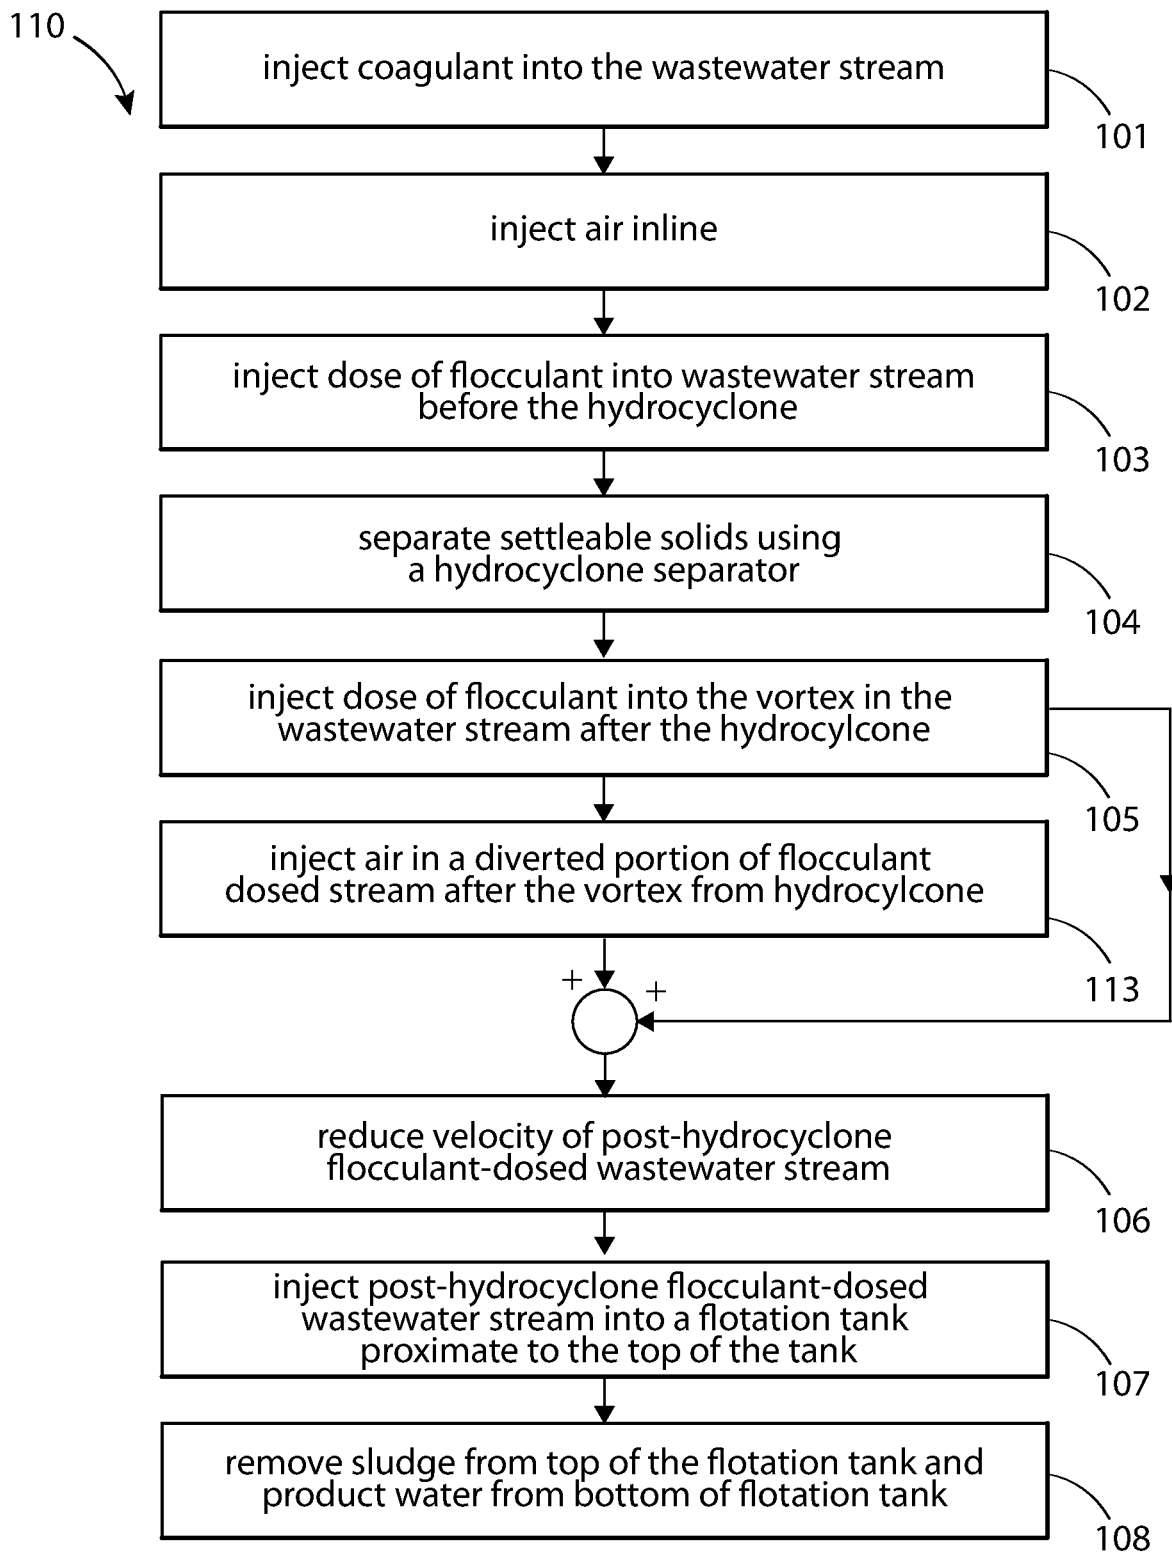 110
inject coagulant into the wastewater stream
101
inject air inline
102
inject dose of flocculant into wastewater stream
before the hydrocyclone
103
separate settleable solids using
a hydrocyclone separator
104
inject dose of flocculant into the vortex in the
wastewater stream after the hydrocylcone
105
inject air in a diverted portion of flocculant
dosed stream after the vortex from hydrocylcone
113
+
+
reduce velocity of post-hydrocyclone
flocculant-dosed wastewater stream
106
inject post-hydrocyclone flocculant-dosed
wastewater stream into a flotation tank
proximate to the top of the tank
107
remove sludge from top of the flotation tank and
product water from bottom of flotation tank
108